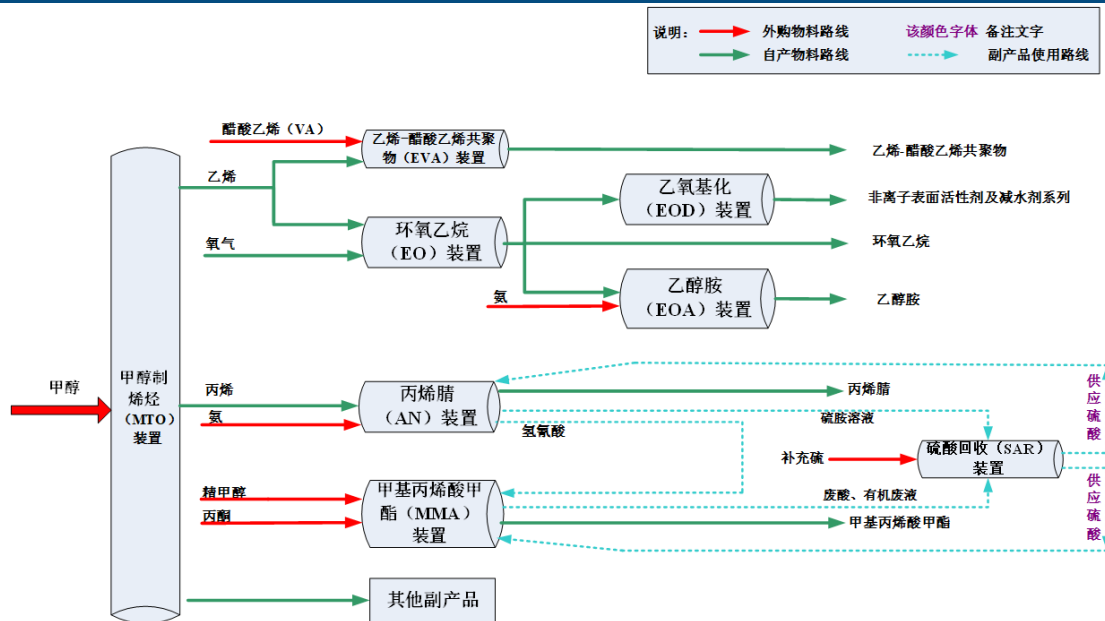 说明：
外购物料路线
该颜色字体 备注文字
自产物料路线
副产品使用路线
醋酸乙烯（VA）
乙烯-醋酸乙烯共聚
物（EVA）装置
乙烯-醋酸乙烯共聚物
乙烯
乙氧基化
（EOD）装置
非离子表面活性剂及减水剂系列
环氧乙烷
（EO）装置
氧气
环氧乙烷
氨
乙醇胺
（EOA）装置
乙醇胺
甲醇
甲醇制
烯烃
（MTO）
装置
丙烯
氨
丙烯腈
（AN）装置
丙烯腈
氢氰酸
硫胺溶液
供
应
硫
酸
补充硫
硫酸回收（SAR）
装置
精甲醇
丙酮
甲基丙烯酸甲
酯（MMA）
装置
废酸、有机废液
甲基丙烯酸甲酯
供
应
硫
酸
其他副产品